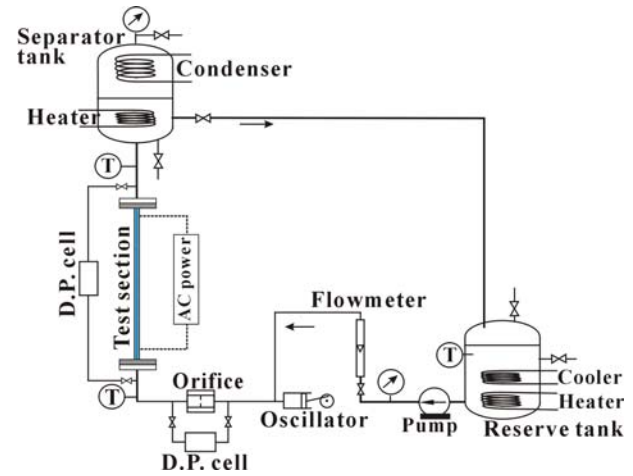 Separator
tank
Condenser
Heater
T
D.P. cell
Test section
AC power
T
Orifice
D.P. cell
Oscillator
Flowmeter
Pump
T
Cooler
Heater
Reserve tank